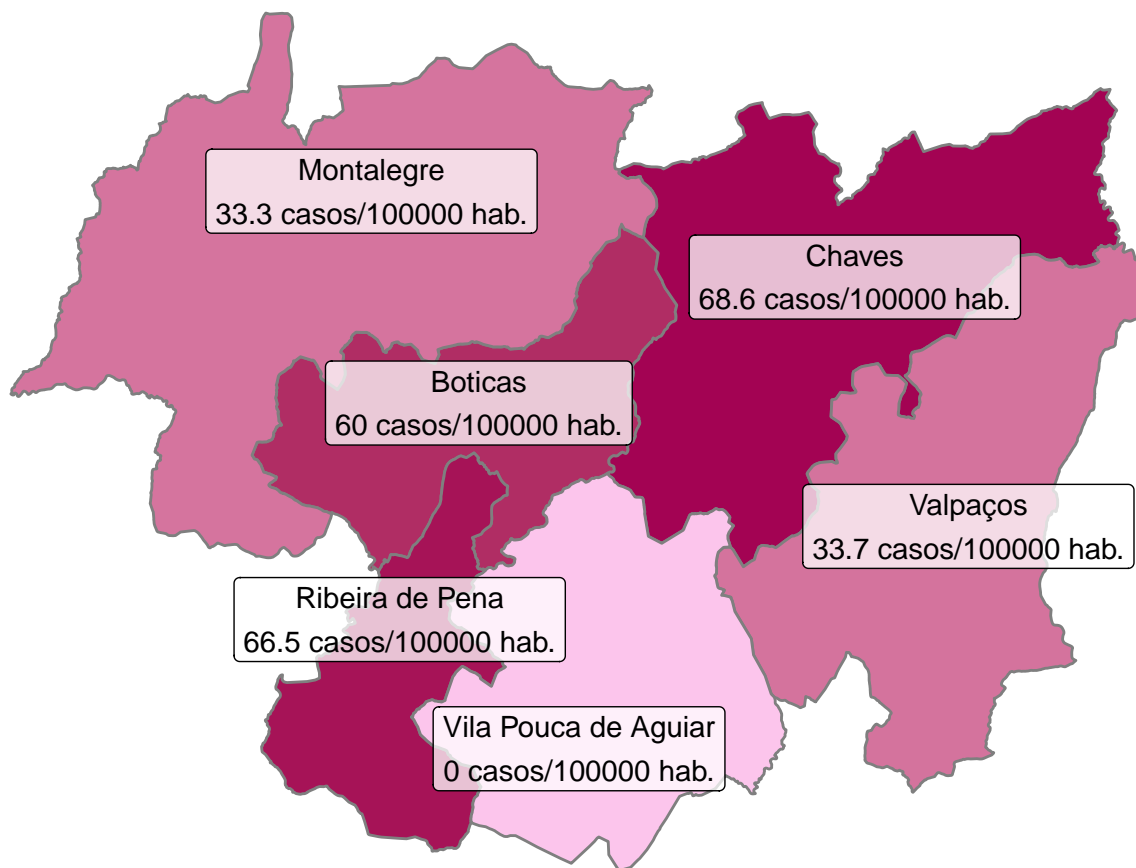 Montalegre
33.3 casos/100000 hab.
Chaves
68.6 casos/100000 hab.
Boticas
60 casos/100000 hab.
Valpaços
33.7 casos/100000 hab.
Ribeira de Pena
66.5 casos/100000 hab.
Vila Pouca de Aguiar
0 casos/100000 hab.